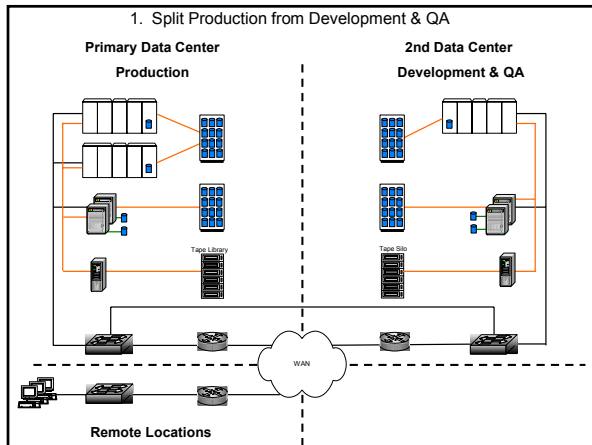 1. Split Production from Development & QA
Primary Data Center
Production
2nd Data Center
Development & QA
Tape Library
Tape Silo
WAN
Remote Locations